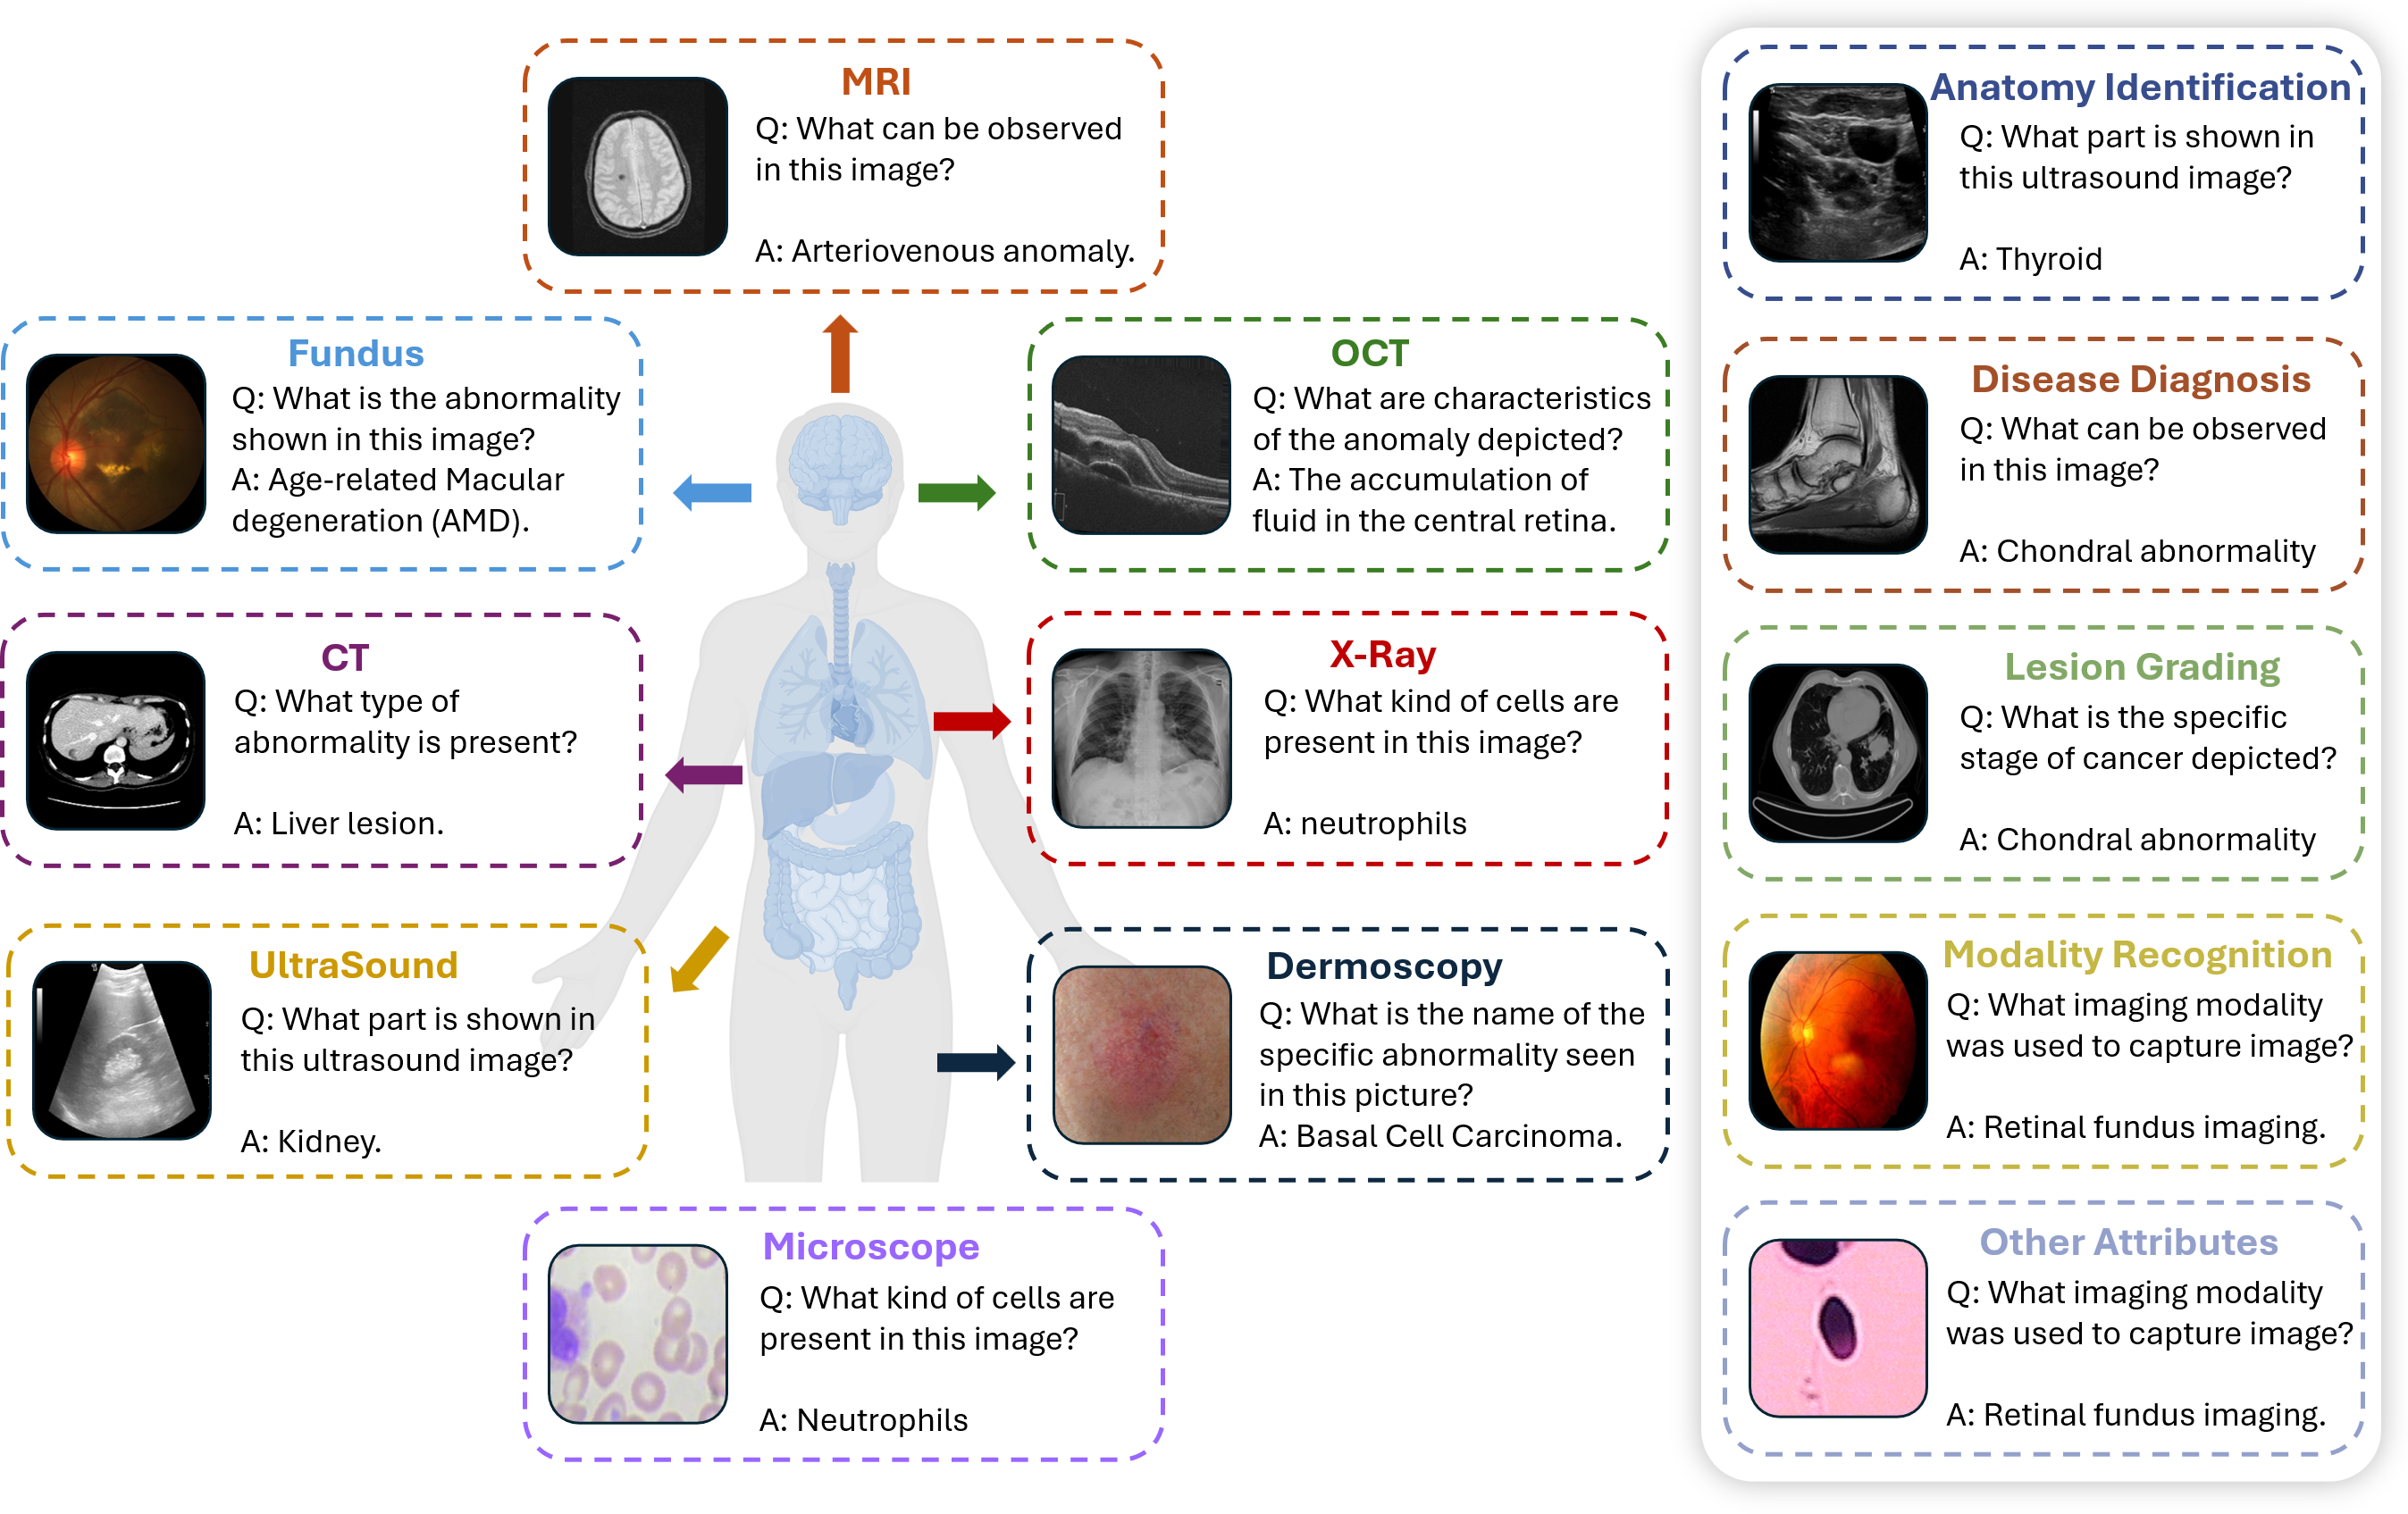 MRI
Q: What can be observed
in this image?
A: Arteriovenous anomaly.
Fundus
Q: What is the abnormality
shown in this image?
A: Age-related Macular
degeneration (AMD).
OCT
Q: What are characteristics
of the anomaly depicted?
A: The accumulation of
fluid in the central retina.
CT
Q: What type of
abnormality is present?
A: Liver lesion.
X-Ray
Q: What kind of cells are
present in this image?
A: neutrophils
UltraSound
Q: What part is shown in
this ultrasound image?
A: Kidney.
Dermoscopy
Q: What is the name of the
specific abnormality seen
in this picture?
A: Basal Cell Carcinoma.
Microscope
Q: What kind of cells are
present in this image?
A: Neutrophils
Anatomy Identification
Q: What part is shown in
this ultrasound image?
A: Thyroid
Disease Diagnosis
Q: What can be observed
in this image?
A: Chondral abnormality
Lesion Grading
Q: What is the specific
stage of cancer depicted?
A: Chondral abnormality
Modality Recognition
Q: What imaging modality
was used to capture image?
A: Retinal fundus imaging.
Other Attributes
Q: What imaging modality
was used to capture image?
A: Retinal fundus imaging.